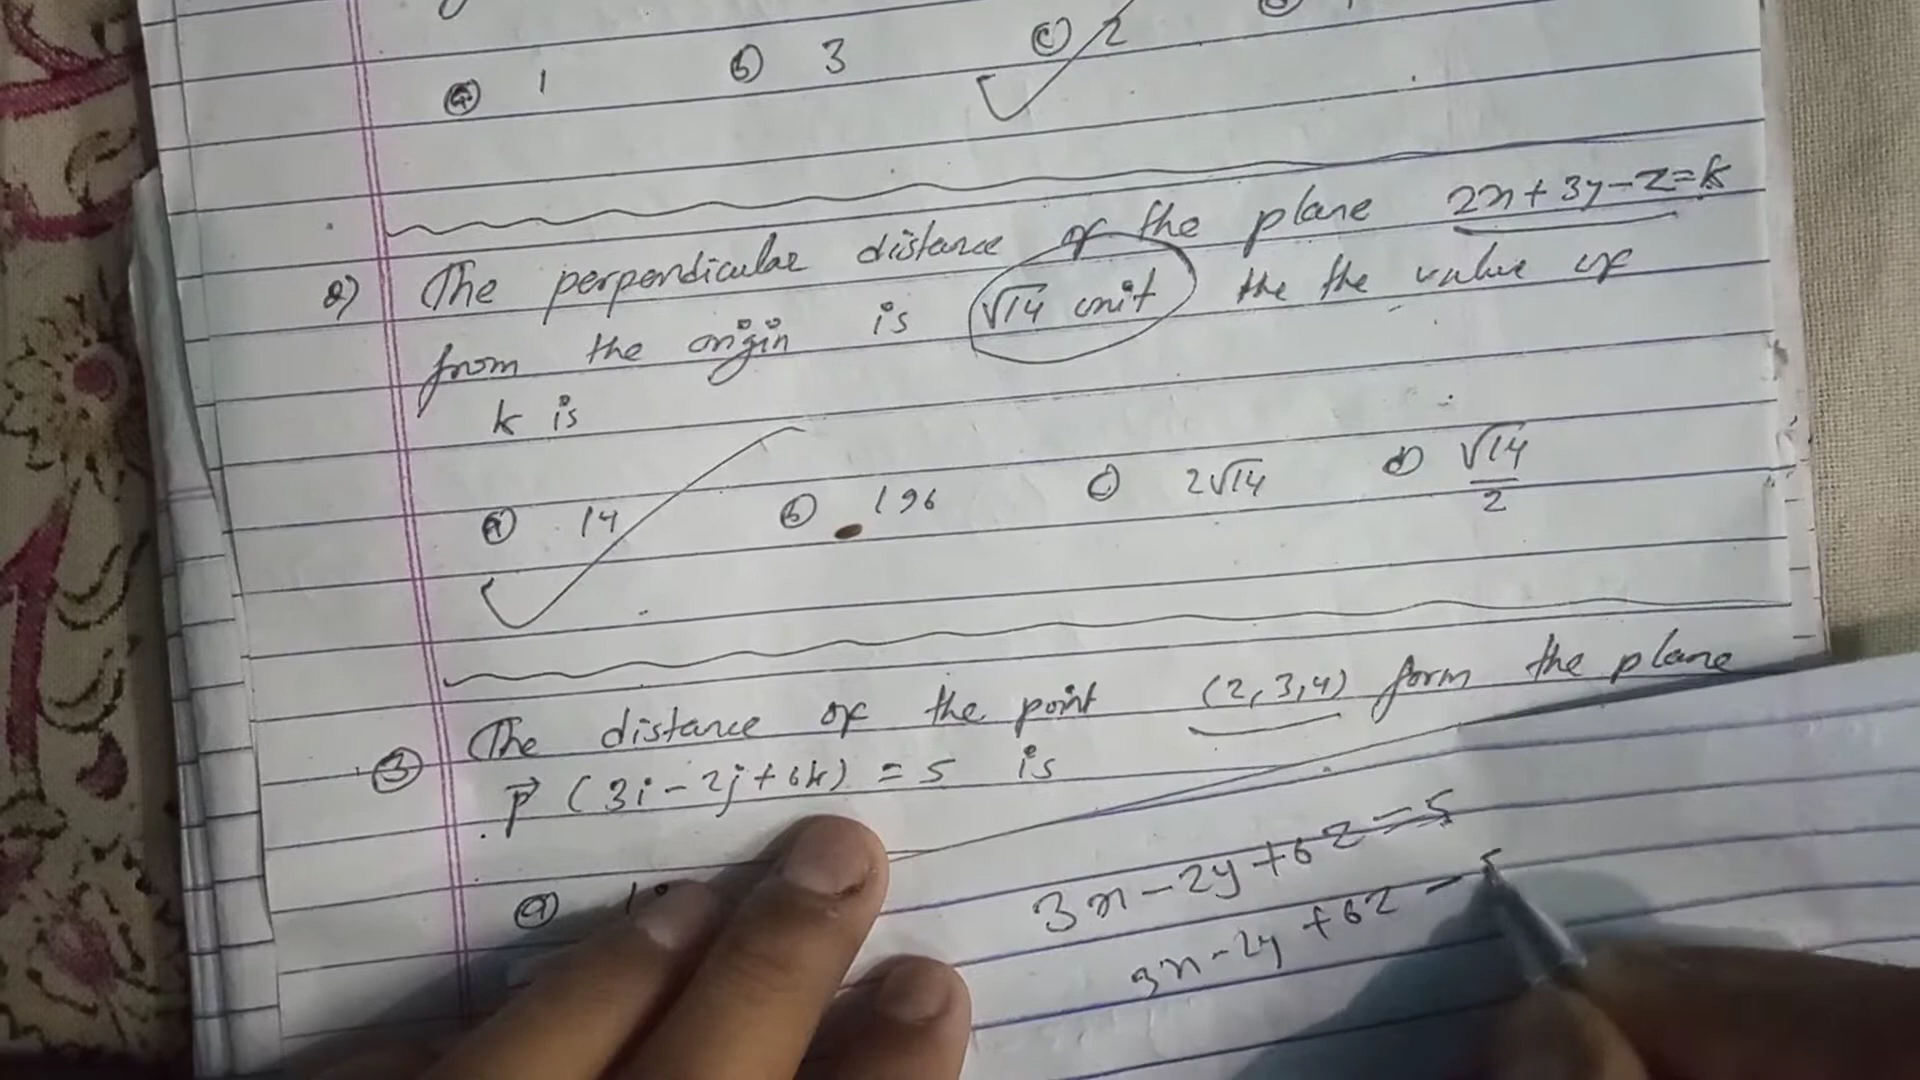 (a) 1 (b) 3 (c) 2
2) The perpendicular distance of the plane 2x+3y-z=k
from the origin is √14 unit the the value of
k is
(a) 14 (b) 196 (c) 2√14 (d) √14/2
(3) The distance of the point (2,3,4) form the plane
r⃗ (3i-2j+6k) = 5 is
(a)
3x-2y+6z=5
3x-2y+6z-5